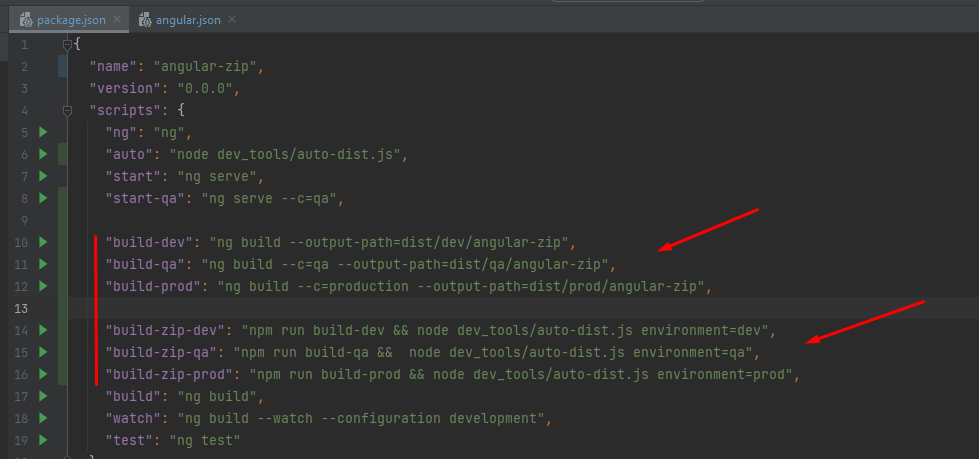 package.json angular.json
1 {
2 "name": "angular-zip",
3 "version": "0.0.0",
4 "scripts": {
5 "ng": "ng",
6 "auto": "node dev_tools/auto-dist.js",
7 "start": "ng serve",
8 "start-qa": "ng serve --c=qa",
9
10 "build-dev": "ng build --output-path=dist/dev/angular-zip",
11 "build-qa": "ng build --c=qa --output-path=dist/qa/angular-zip",
12 "build-prod": "ng build --c=production --output-path=dist/prod/angular-zip",
13
14 "build-zip-dev": "npm run build-dev && node dev_tools/auto-dist.js environment=dev",
15 "build-zip-qa": "npm run build-qa &&  node dev_tools/auto-dist.js environment=qa",
16 "build-zip-prod": "npm run build-prod && node dev_tools/auto-dist.js environment=prod",
17 "build": "ng build",
18 "watch": "ng build --watch --configuration development",
19 "test": "ng test"